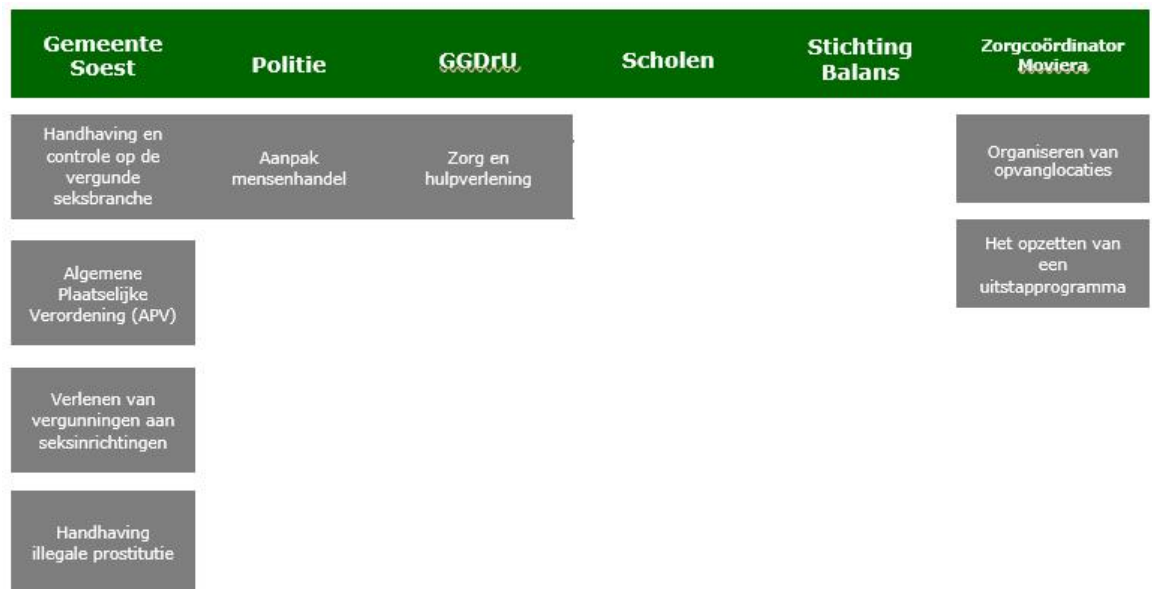 Gemeente
Soest
Politie
GGDrU
Scholen
Stichting
Balans
Zorgcoördinator
Moviera
Handhaving en
controle op de
vergunde
seksbranche
Aanpak
mensenhandel
Zorg en
hulpverlening
Organiseren van
opvanglocaties
Algemene
Plaatselijke
Verordening (APV)
Het opzetten van
een
uitstapprogramma
Verlenen van
vergunningen aan
seksinrichtingen
Handhaving
illegale prostitutie